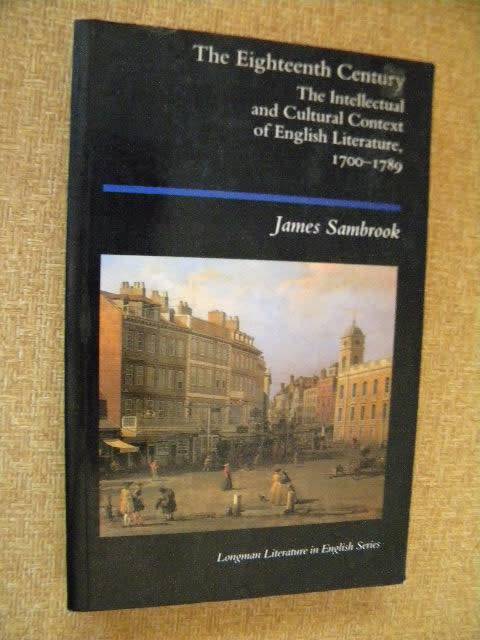 The Eighteenth Century
The Intellectual
and Cultural Context
of English Literature,
1700–1789
James Sambrook
Longman Literature in English Series